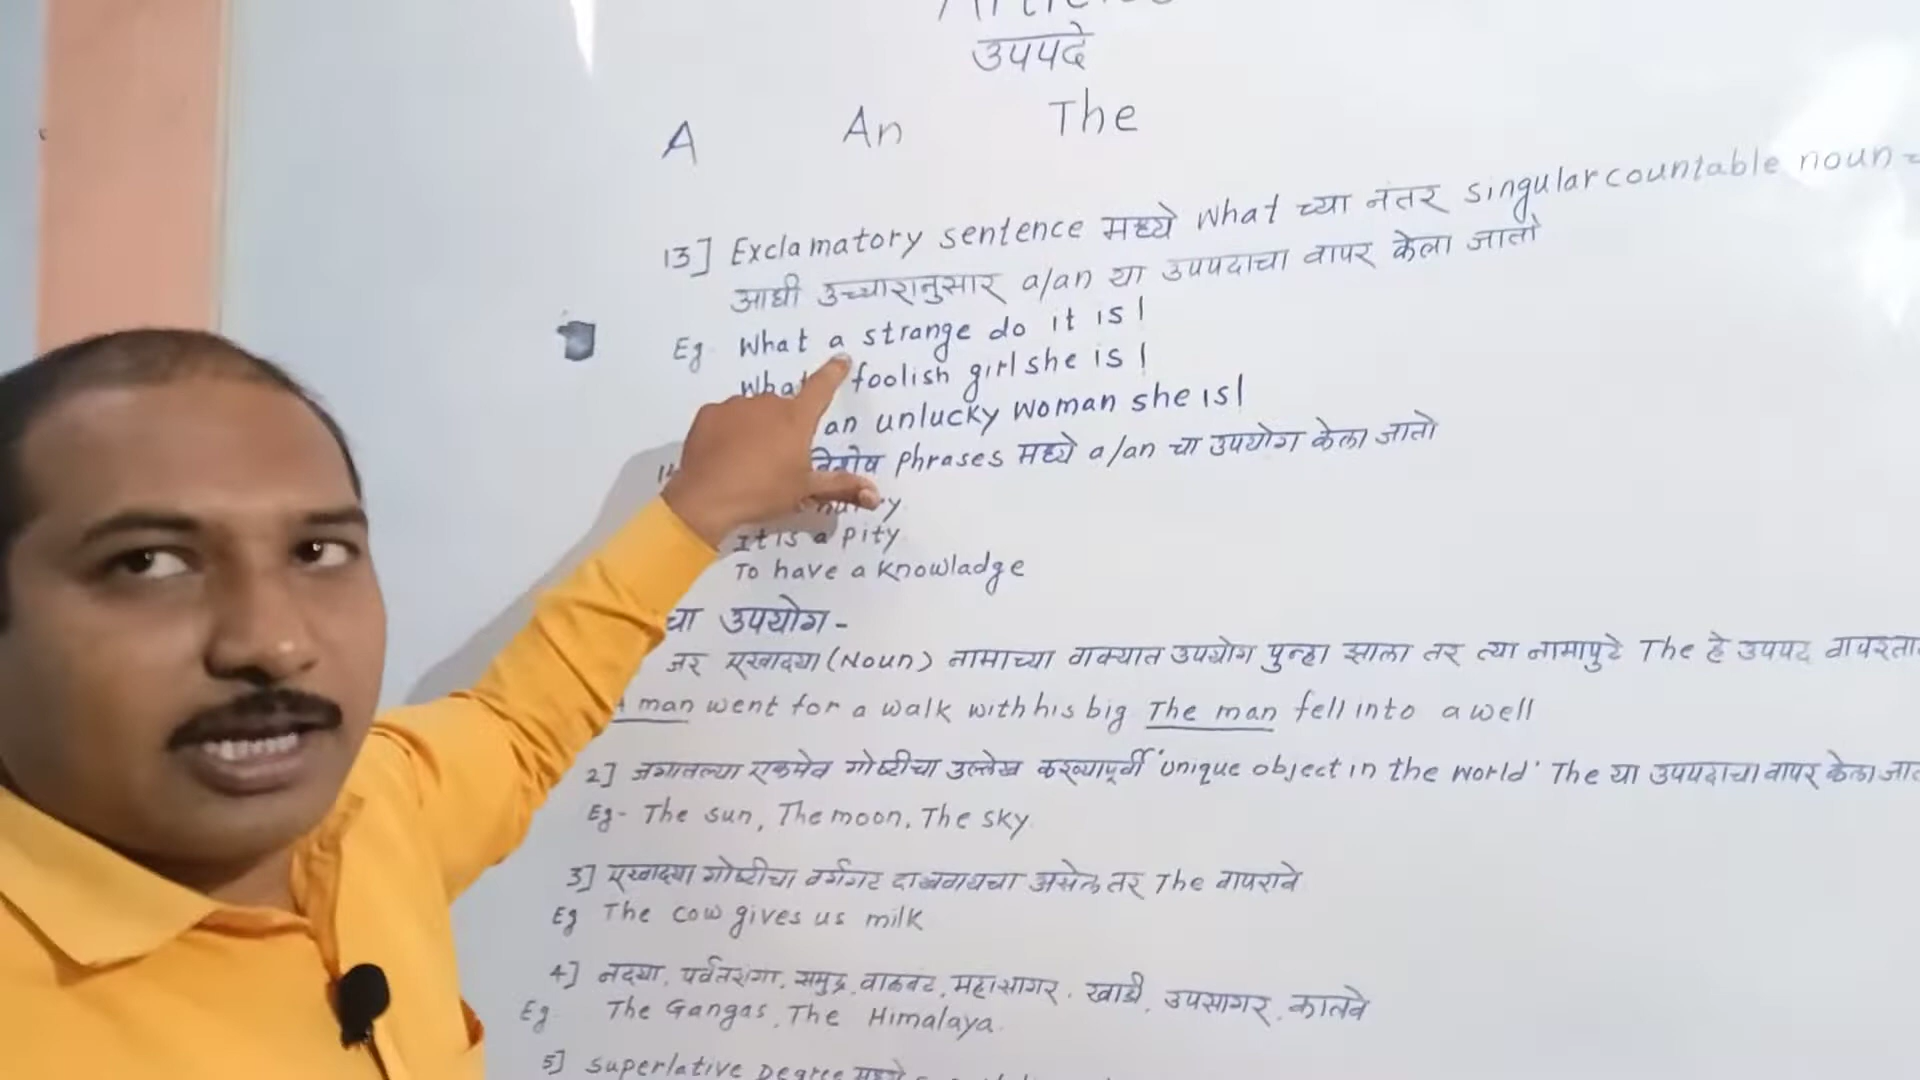 उपपदे
A An The
13] Exclamatory sentence मध्ये What च्या नंतर singular countable noun
आधी उच्चारानुसार a/an या उपपदाचा वापर केला जातो
Eg. What a strange do it is!
foolish girl she is!
an unlucky woman she is!
विशेष phrases मध्ये a/an चा उपयोग केला जातो
It is a pity
To have a knowladge
चा उपयोग-
जर एखादया (Noun) नामाच्या वाक्यात उपयोग पुन्हा झाला तर त्या नामापुढे The हे उपपद
man went for a walk with his big The man fell into a well
2] जगातल्या एकमेव गोष्टीचा उल्लेख करण्यापूर्वी 'unique object in the world' The या उपपदाचा वापर केला
Eg- The sun, The moon, The sky.
3] एखादया गोष्टीचा वर्गगट दाखवायचा असेल तर The वापरावे
Eg The cow gives us milk
4] नदया, पर्वतरांगा, समुद्र, वाळवंट, महासागर, खाडी, उपसागर, कालवे
Eg. The Gangas, The Himalaya.
5] superlative Degree मध्ये